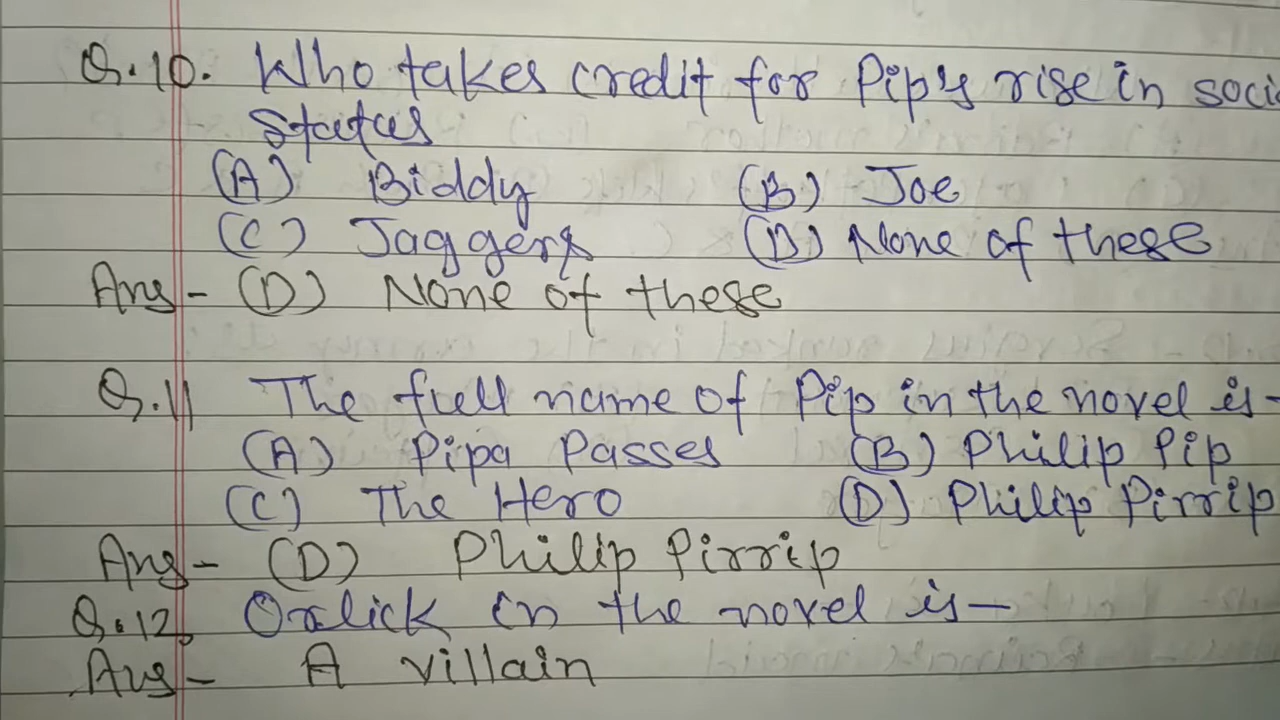 Q.10. Who takes credit for Pip's rise in soci
status
(A) Biddy (B) Joe
(C) Jaggers (D) None of these
Ans- (D) None of these
Q.11 The full name of Pip in the novel is-
(A) Pipa Passes (B) Philip Pip
(C) The Hero (D) Philip Pirrip
Ans- (D) Philip Pirrip
Q.12. Orlick in the novel is-
Ans- A villain